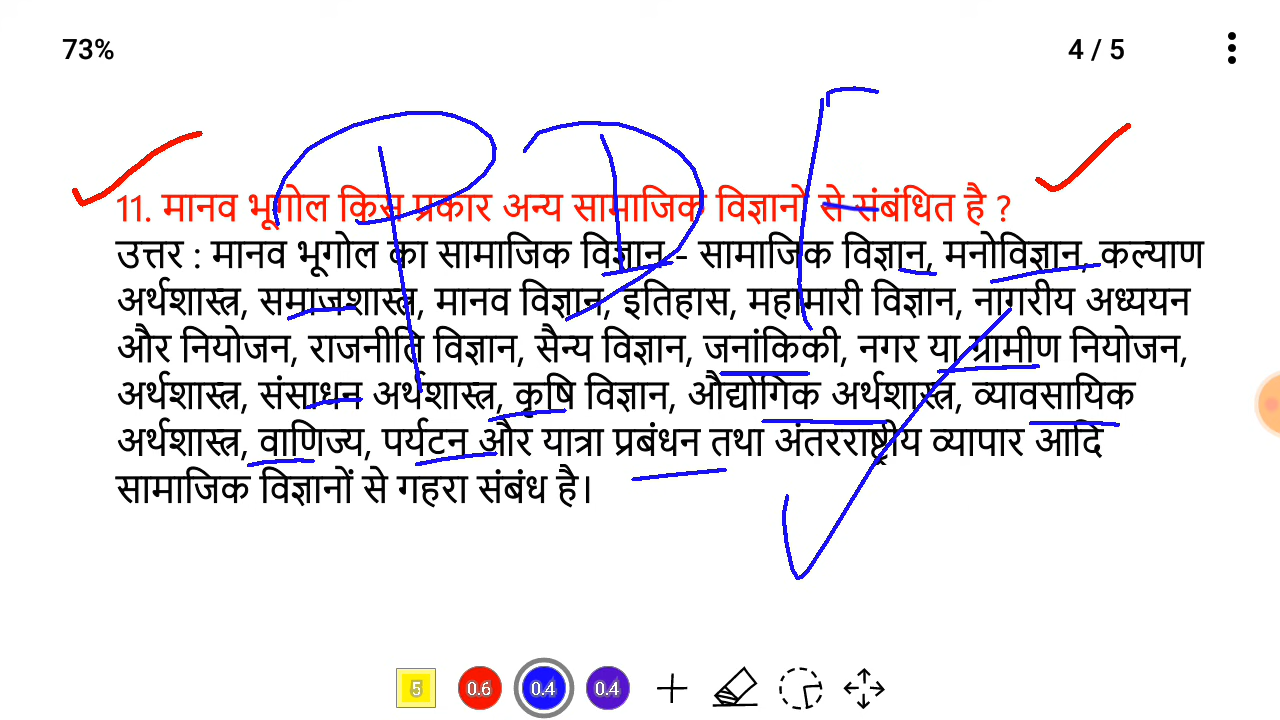 73%
4 / 5
PDF
11. मानव भूगोल किस प्रकार अन्य सामाजिक विज्ञानो से संबंधित है ?
उत्तर : मानव भूगोल का सामाजिक विज्ञान - सामाजिक विज्ञान, मनोविज्ञान, कल्याण
अर्थशास्त्र, समाजशास्त्र, मानव विज्ञान, इतिहास, महामारी विज्ञान, नागरीय अध्ययन
और नियोजन, राजनीति विज्ञान, सैन्य विज्ञान, जनांकिकी, नगर या ग्रामीण नियोजन,
अर्थशास्त्र, संसाधन अर्थशास्त्र, कृषि विज्ञान, औद्योगिक अर्थशास्त्र, व्यावसायिक
अर्थशास्त्र, वाणिज्य, पर्यटन और यात्रा प्रबंधन तथा अंतरराष्ट्रीय व्यापार आदि
सामाजिक विज्ञानों से गहरा संबंध है।
5 0.6 0.4 0.4